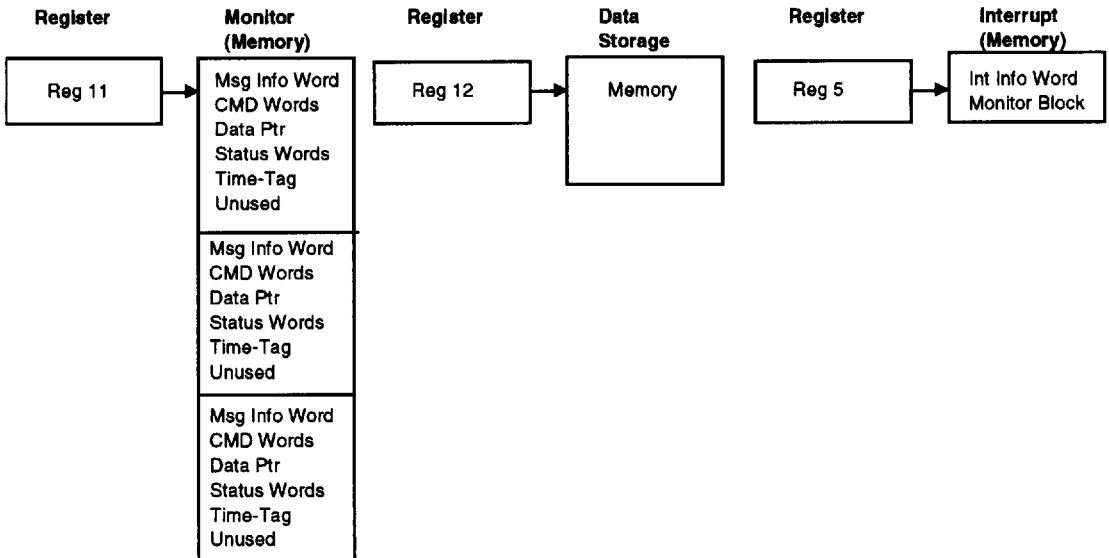 Register
Monitor
(Memory)
Register
Data
Storage
Register
Interrupt
(Memory)
Reg 11
Msg Info Word
CMD Words
Data Ptr
Status Words
Time-Tag
Unused
Msg Info Word
CMD Words
Data Ptr
Status Words
Time-Tag
Unused
Msg Info Word
CMD Words
Data Ptr
Status Words
Time-Tag
Unused
Reg 12
Memory
Reg 5
Int Info Word
Monitor Block